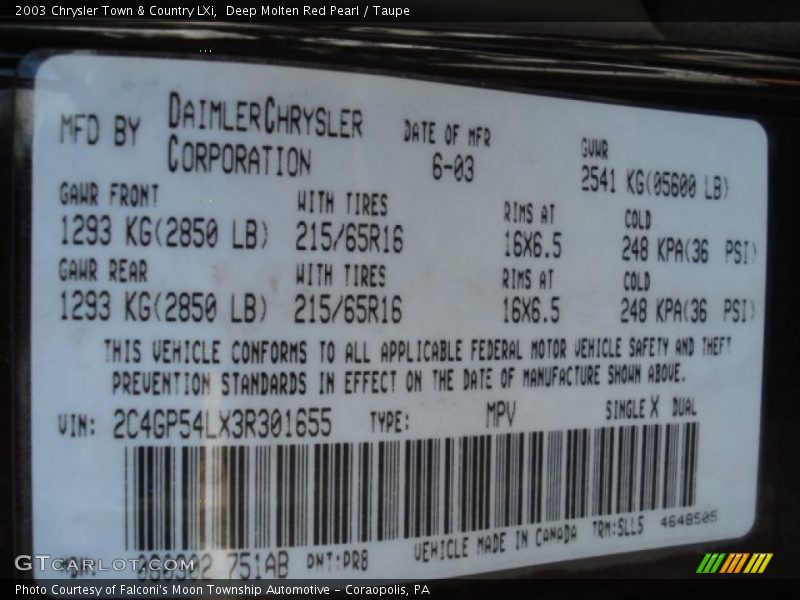 2003 Chrysler Town & Country LXi, Deep Molten Red Pearl / Taupe
MFD BY DAIMLERCHRYSLER CORPORATION
DATE OF MFR 6-03
GVWR 2541 KG(05600 LB)
GAWR FRONT WITH TIRES RIMS AT COLD
1293 KG(2850 LB) 215/65R16 16X6.5 248 KPA(36 PSI)
GAWR REAR WITH TIRES RIMS AT COLD
1293 KG(2850 LB) 215/65R16 16X6.5 248 KPA(36 PSI)
THIS VEHICLE CONFORMS TO ALL APPLICABLE FEDERAL MOTOR VEHICLE SAFETY AND THEFT
PREVENTION STANDARDS IN EFFECT ON THE DATE OF MANUFACTURE SHOWN ABOVE.
VIN: 2C4GP54LX3R301655 TYPE: MPV SINGLE X DUAL
MDH: 751AB PNT:PR8 VEHICLE MADE IN CANADA TRM:SLL5 4648505
GTCarlot.com
Photo Courtesy of Falconi's Moon Township Automotive - Coraopolis, PA